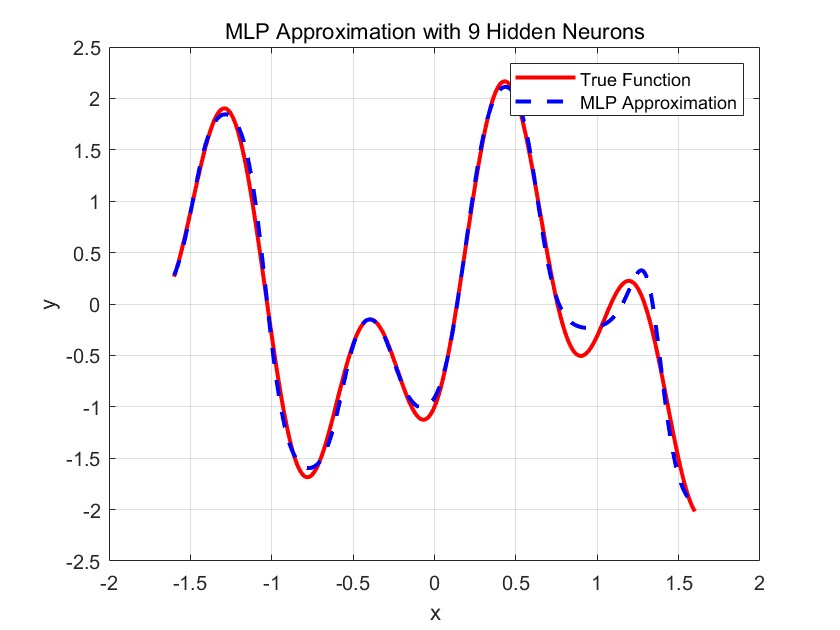 MLP Approximation with 9 Hidden Neurons
2.5
2
1.5
1
0.5
0
-0.5
-1
-1.5
-2
-2.5
y
True Function
MLP Approximation
-2 -1.5 -1 -0.5 0 0.5 1 1.5 2
x